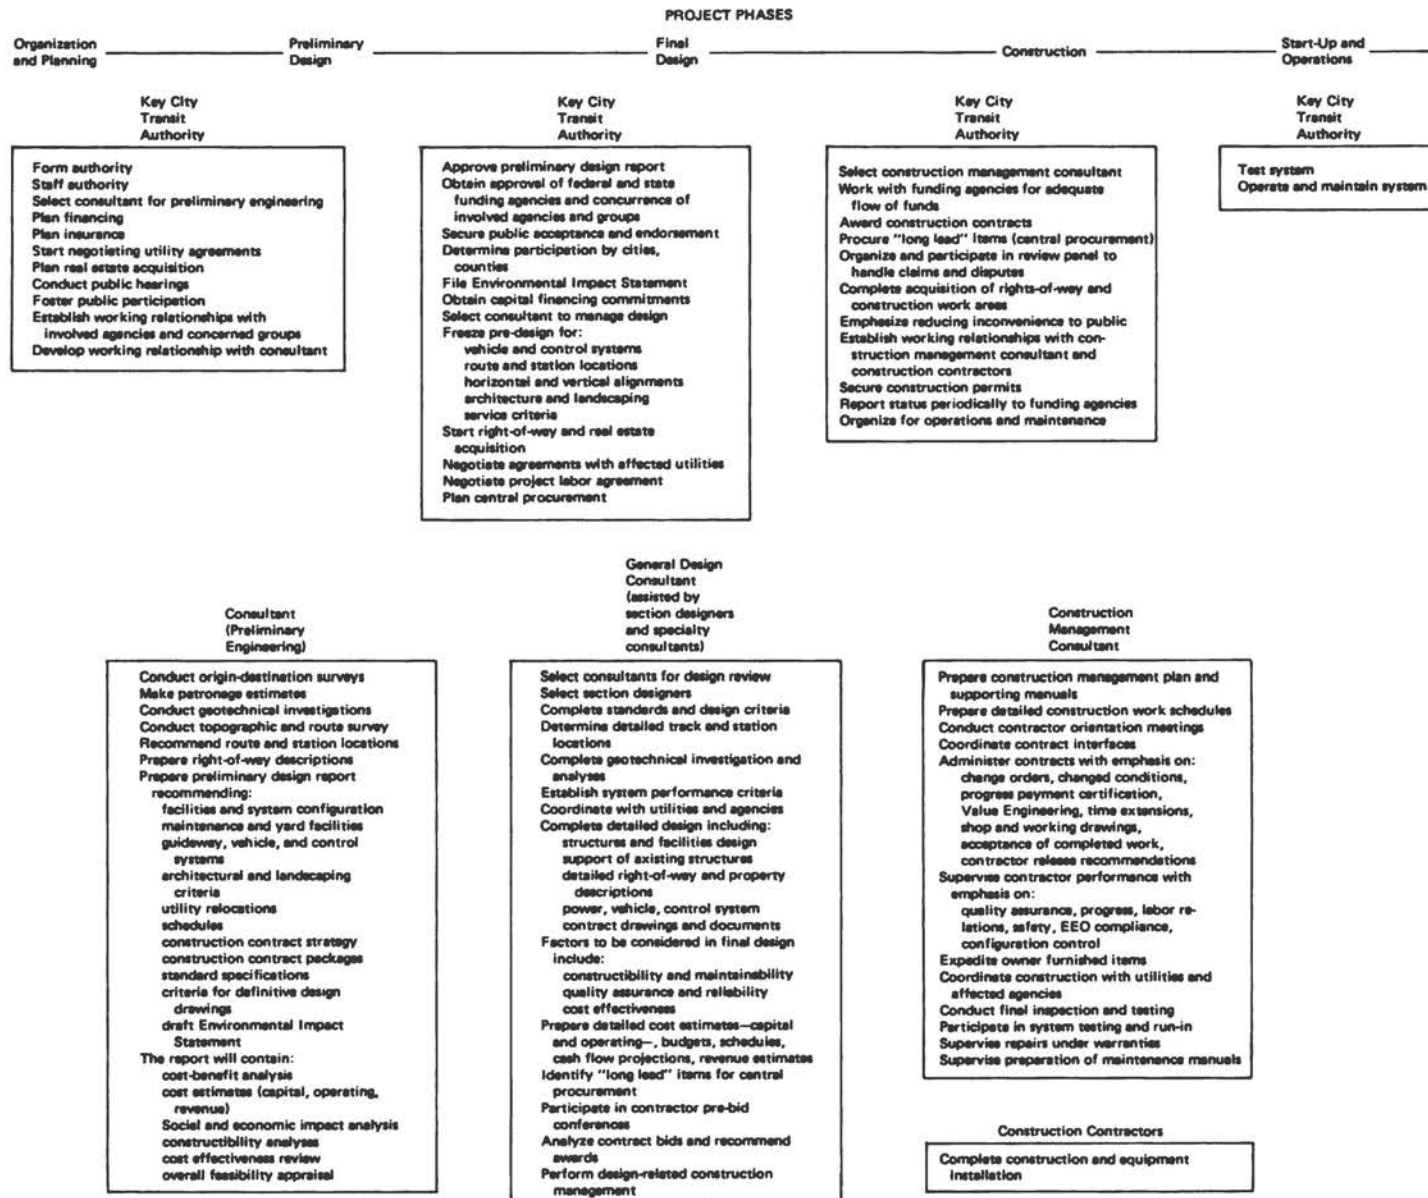 PROJECT PHASES
Organization
and Planning
Preliminary
Design
Final
Design
Construction
Start-Up and
Operations
Key City
Transit
Authority
Form authority
Staff authority
Select consultant for preliminary engineering
Plan financing
Plan insurance
Start negotieting utility agreements
Plan real estate acquisition
Conduct public hearings
Foster public participation
Establish working relationships with
involved agencies and concerned groups
Develop working relationship with consultant
Key City
Transit
Authority
Approve preliminary design report
Obtain approval of federal and state
funding agencies and concurrence of
involved agencies and groups
Secure public acceptance and endorsement
Determine participation by cities,
counties
File Environmental Impact Statement
Obtain capital financing commitments
Select consultant to manage design
Freeze pre-design for:
vehicle and control systems
route and station locations
horizontal and vertical alignments
architecture and landscaping
service criteria
Start right-of-way and real estate
acquisition
Negotiate agreements with affected utilities
Negotiate project labor agreement
Plan central procurement
Key City
Transit
Authority
Select construction management consultant
Work with funding agencies for adequate
flow of funds
Award construction contracts
Procure "long lead" items (central procurement)
Organize and participate in review panel to
handle claims and disputes
Complete acquisition of rights-of-way and
construction work areas
Emphasize reducing inconvenience to public
Establish working relationships with con-
struction management consultant and
construction contractors
Secure construction permits
Report status periodically to funding agencies
Organize for operations and maintenance
Key City
Transit
Authority
Test system
Operate and maintain system
Consultant
(Preliminary
Engineering)
Conduct origin-destination surveys
Make patronage estimates
Conduct geotechnical investigations
Conduct topographic and route survey
Recommend route and station locations
Prepare right-of-way descriptions
Prepare preliminary design report
recommending:
facilities and system configuration
maintenance and yard facilities
guideway, vehicle, and control
systems
architectural and landscaping
criteria
utility relocations
schedules
construction contract strategy
construction contract packages
standard specifications
criteria for definitive design
drawings
draft Environmental Impact
Statement
The report will contain:
cost-benefit analysis
cost estimates (capital, operating,
revenue)
Social and economic impact analysis
constructibility analyses
cost effectiveness review
overall feasibility appraisal
General Design
Consultant
(assisted by
section designers
and specialty
consultants)
Select consultants for design review
Select section designers
Complete standards and design criteria
Determine detailed track and station
locations
Complete geotechnical investigation and
analyses
Establish system performance criteria
Coordinate with utilities and agencies
Complete detailed design including:
structures and facilities design
support of existing structures
detailed right-of-way and property
descriptions
power, vehicle, control system
contract drawings and documents
Factors to be considered in final design
include:
constructibility and maintainability
quality assurance and reliability
cost effectiveness
Prepare detailed cost estimates—capital
and operating—, budgets, schedules,
cash flow projections, revenue estimates
Identify "long lead" items for central
procurement
Participate in contractor pre-bid
conferences
Analyze contract bids and recommend
awards
Perform design-related construction
management
Construction
Management
Consultant
Prepare construction management plan and
supporting manuals
Prepare detailed construction work schedules
Conduct contractor orientation meetings
Coordinate contract interfaces
Administer contracts with emphasis on:
change orders, changed conditions,
progress payment certification,
Value Engineering, time extensions,
shop and working drawings,
acceptance of completed work,
contractor release recommendations
Supervise contractor performance with
emphasis on:
quality assurance, progress, labor re-
lations, safety, EEO compliance,
configuration control
Expedite owner furnished items
Coordinate construction with utilities and
affected agencies
Conduct final inspection and testing
Participate in system testing and run-in
Supervise repairs under warranties
Supervise preparation of maintenance manuals
Construction Contractors
Complete construction and equipment
installation